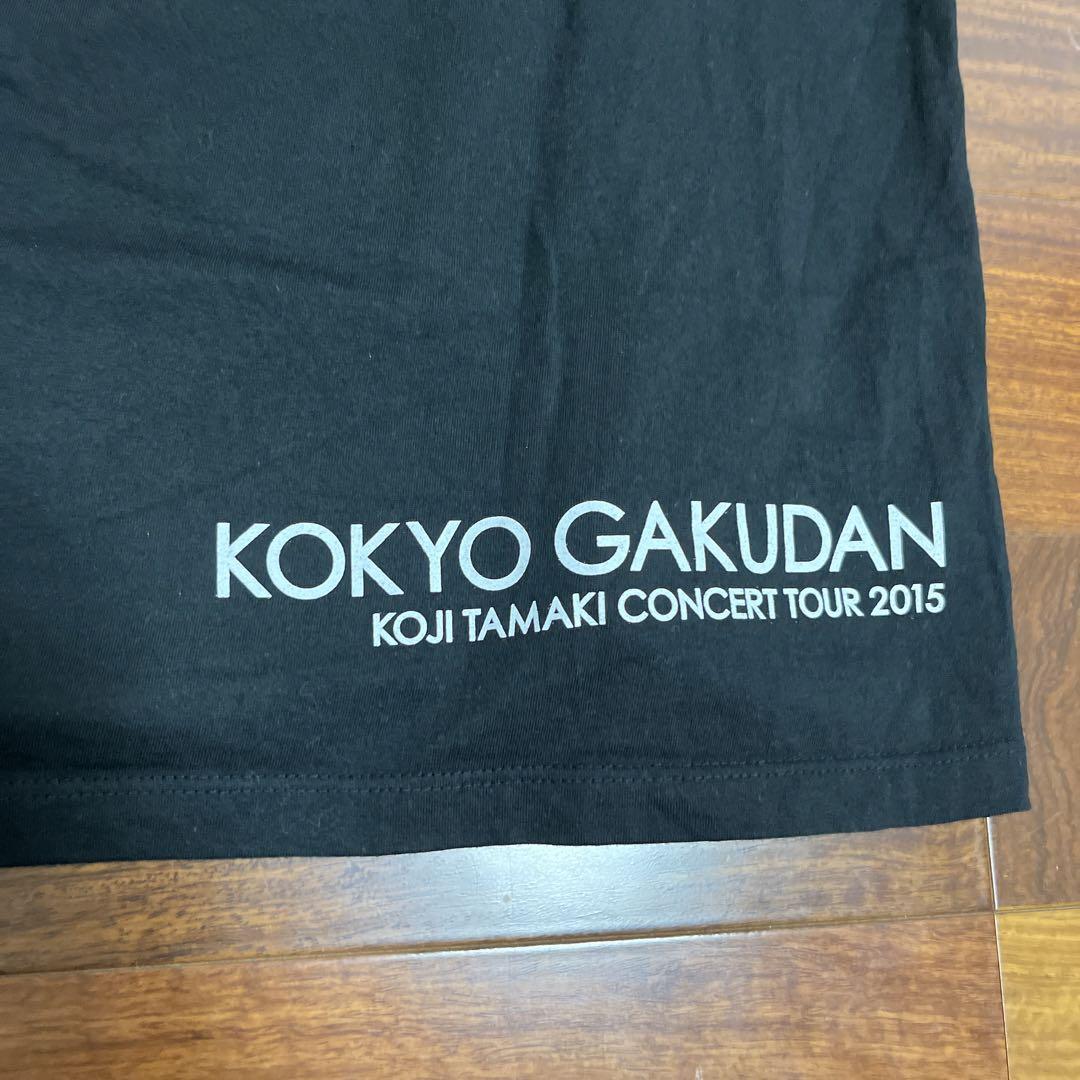 KOKYO GAKUDAN
KOJI TAMAKI CONCERT TOUR 2015